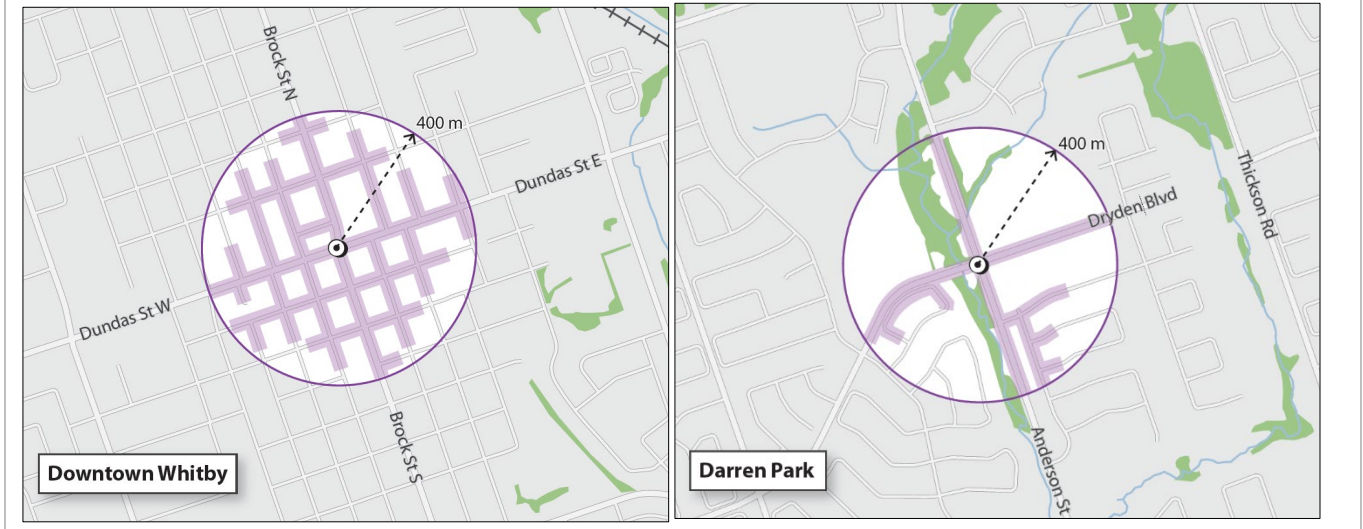 Brock St N
400 m
Dundas St E
Dundas St W
Brock St S
Downtown Whitby
400 m
Thickson Rd
Dryden Blvd
Anderson St
Darren Park